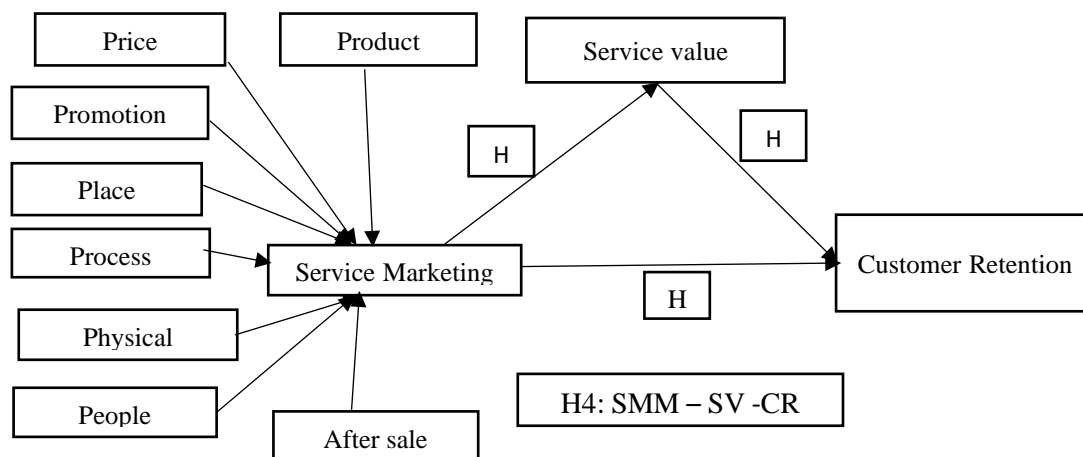 Price
Product
Service value
Promotion
H
H
Place
Process
Service Marketing
Customer Retention
H
Physical
People
H4: SMM – SV -CR
After sale